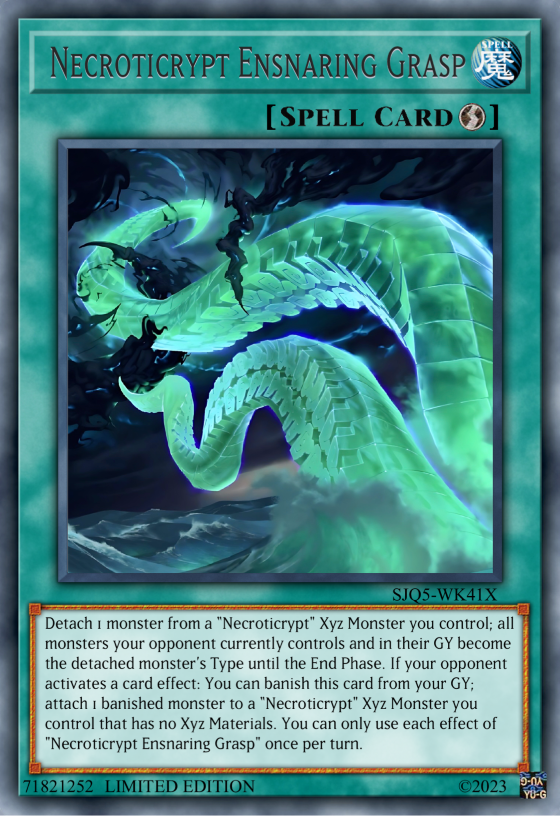 Necroticrypt Ensnaring Grasp
SPELL
魔
[Spell Card]
SJQ5-WK41X
Detach 1 monster from a "Necroticrypt" Xyz Monster you control; all
monsters your opponent currently controls and in their GY become
the detached monster's Type until the End Phase. If your opponent
activates a card effect: You can banish this card from your GY;
attach 1 banished monster to a "Necroticrypt" Xyz Monster you
control that has no Xyz Materials. You can only use each effect of
"Necroticrypt Ensnaring Grasp" once per turn.
71821252 LIMITED EDITION ©2023
YU-G